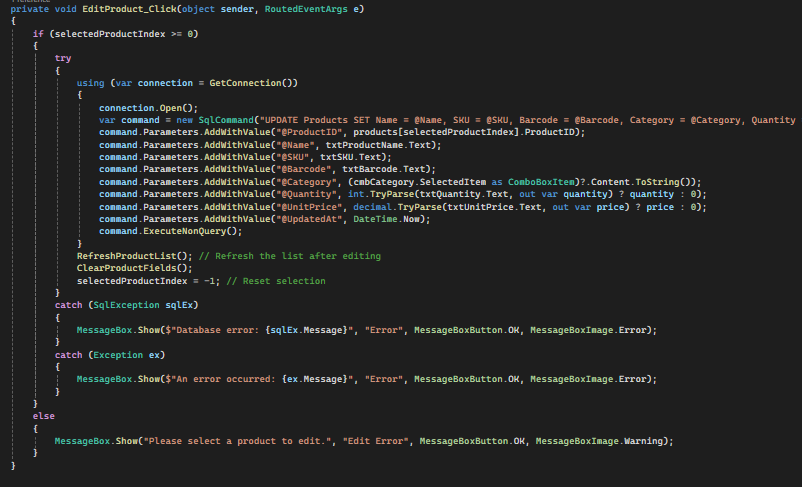 private void EditProduct_Click(object sender, RoutedEventArgs e)
{
if (selectedProductIndex >= 0)
{
try
{
using (var connection = GetConnection())
{
connection.Open();
var command = new SqlCommand("UPDATE Products SET Name = @Name, SKU = @SKU, Barcode = @Barcode, Category = @Category, Quantity
command.Parameters.AddWithValue("@ProductID", products[selectedProductIndex].ProductID);
command.Parameters.AddWithValue("@Name", txtProductName.Text);
command.Parameters.AddWithValue("@SKU", txtSKU.Text);
command.Parameters.AddWithValue("@Barcode", txtBarcode.Text);
command.Parameters.AddWithValue("@Category", (cmbCategory.SelectedItem as ComboBoxItem)?.Content.ToString());
command.Parameters.AddWithValue("@Quantity", int.TryParse(txtQuantity.Text, out var quantity) ? quantity : 0);
command.Parameters.AddWithValue("@UnitPrice", decimal.TryParse(txtUnitPrice.Text, out var price) ? price : 0);
command.Parameters.AddWithValue("@UpdatedAt", DateTime.Now);
command.ExecuteNonQuery();
}
RefreshProductList(); // Refresh the list after editing
ClearProductFields();
selectedProductIndex = -1; // Reset selection
}
catch (SqlException sqlEx)
{
MessageBox.Show($"Database error: {sqlEx.Message}", "Error", MessageBoxButton.OK, MessageBoxImage.Error);
}
catch (Exception ex)
{
MessageBox.Show($"An error occurred: {ex.Message}", "Error", MessageBoxButton.OK, MessageBoxImage.Error);
}
}
else
{
MessageBox.Show("Please select a product to edit.", "Edit Error", MessageBoxButton.OK, MessageBoxImage.Warning);
}
}